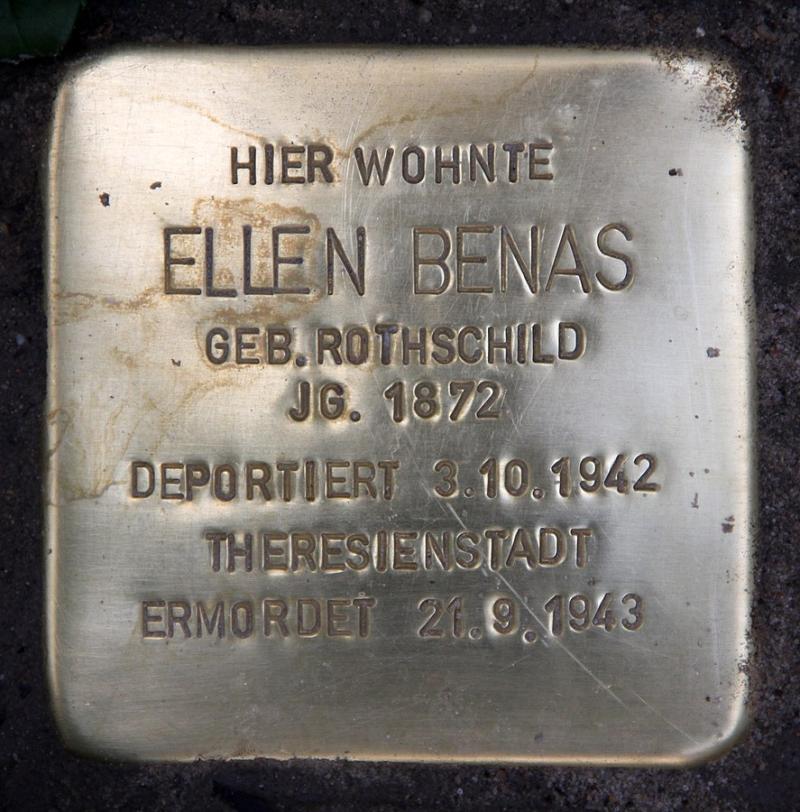 HIER WOHNTE
ELLEN BENAS
GEB. ROTHSCHILD
JG. 1872
DEPORTIERT 3.10.1942
THERESIENSTADT
ERMORDET 21.9.1943